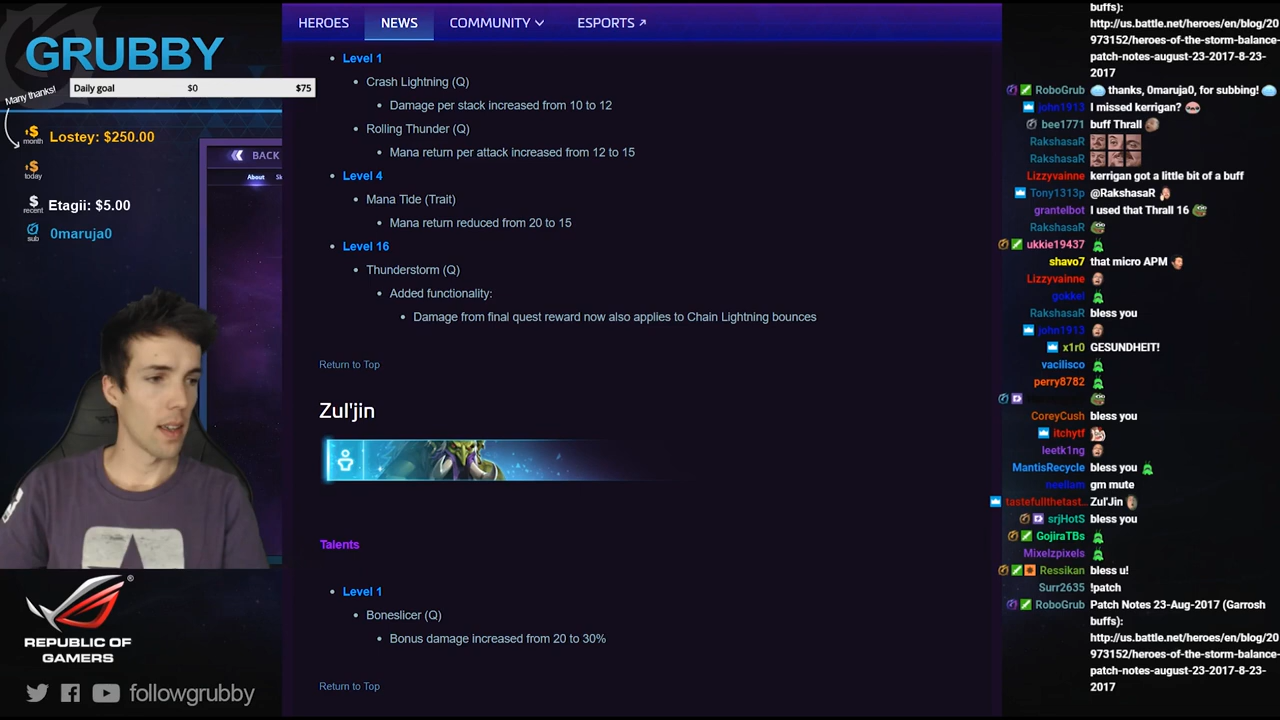 GRUBBY
Many thanks!
Daily goal $0 $75
$ month Lostey: $250.00
$ today
$ recent Etagii: $5.00
sub 0maruja0
BACK
About
REPUBLIC OF
GAMERS
followgrubby
HEROES NEWS COMMUNITY ESPORTS
Level 1
Crash Lightning (Q)
Damage per stack increased from 10 to 12
Rolling Thunder (Q)
Mana return per attack increased from 12 to 15
Level 4
Mana Tide (Trait)
Mana return reduced from 20 to 15
Level 16
Thunderstorm (Q)
Added functionality:
Damage from final quest reward now also applies to Chain Lightning bounces
Return to Top
Zul'jin
Talents
Level 1
Boneslicer (Q)
Bonus damage increased from 20 to 30%
Return to Top
buffs):
http://us.battle.net/heroes/en/blog/20
973152/heroes-of-the-storm-balance-
patch-notes-august-23-2017-8-23-
2017
RoboGrub thanks, 0maruja0, for subbing!
john1913 I missed kerrigan?
bee1771 buff Thrall
RakshasaR
RakshasaR
Lizzyvainne kerrigan got a little bit of a buff
Tony1313p @RakshasaR
grantelbot I used that Thrall 16
RakshasaR
ukkie19437
shavo7 that micro APM
Lizzyvainne
gokkel
RakshasaR bless you
john1913
x1r0 GESUNDHEIT!
vacilisco
perry8782
CoreyCush bless you
itchytf
leetk1ng
MantisRecycle bless you
neellam gm mute
tastefullthetast... Zul'Jin
srjHotS bless you
GojiraTBs
Mixelzpixels
Ressikan bless u!
Surr2635 !patch
RoboGrub Patch Notes 23-Aug-2017 (Garrosh
buffs):
http://us.battle.net/heroes/en/blog/20
973152/heroes-of-the-storm-balance-
patch-notes-august-23-2017-8-23-
2017